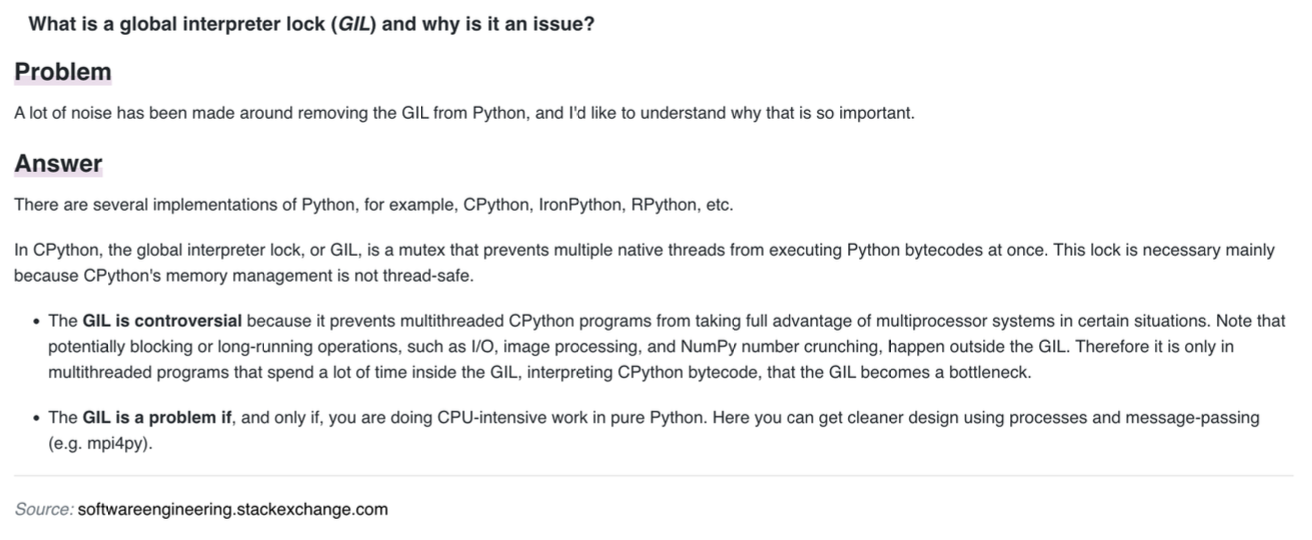 What is a global interpreter lock (GIL) and why is it an issue?
Problem
A lot of noise has been made around removing the GIL from Python, and I'd like to understand why that is so important.
Answer
There are several implementations of Python, for example, CPython, IronPython, RPython, etc.
In CPython, the global interpreter lock, or GIL, is a mutex that prevents multiple native threads from executing Python bytecodes at once. This lock is necessary mainly
because CPython's memory management is not thread-safe.
• The GIL is controversial because it prevents multithreaded CPython programs from taking full advantage of multiprocessor systems in certain situations. Note that
potentially blocking or long-running operations, such as I/O, image processing, and NumPy number crunching, happen outside the GIL. Therefore it is only in
multithreaded programs that spend a lot of time inside the GIL, interpreting CPython bytecode, that the GIL becomes a bottleneck.
• The GIL is a problem if, and only if, you are doing CPU-intensive work in pure Python. Here you can get cleaner design using processes and message-passing
(e.g. mpi4py).
Source: softwareengineering.stackexchange.com